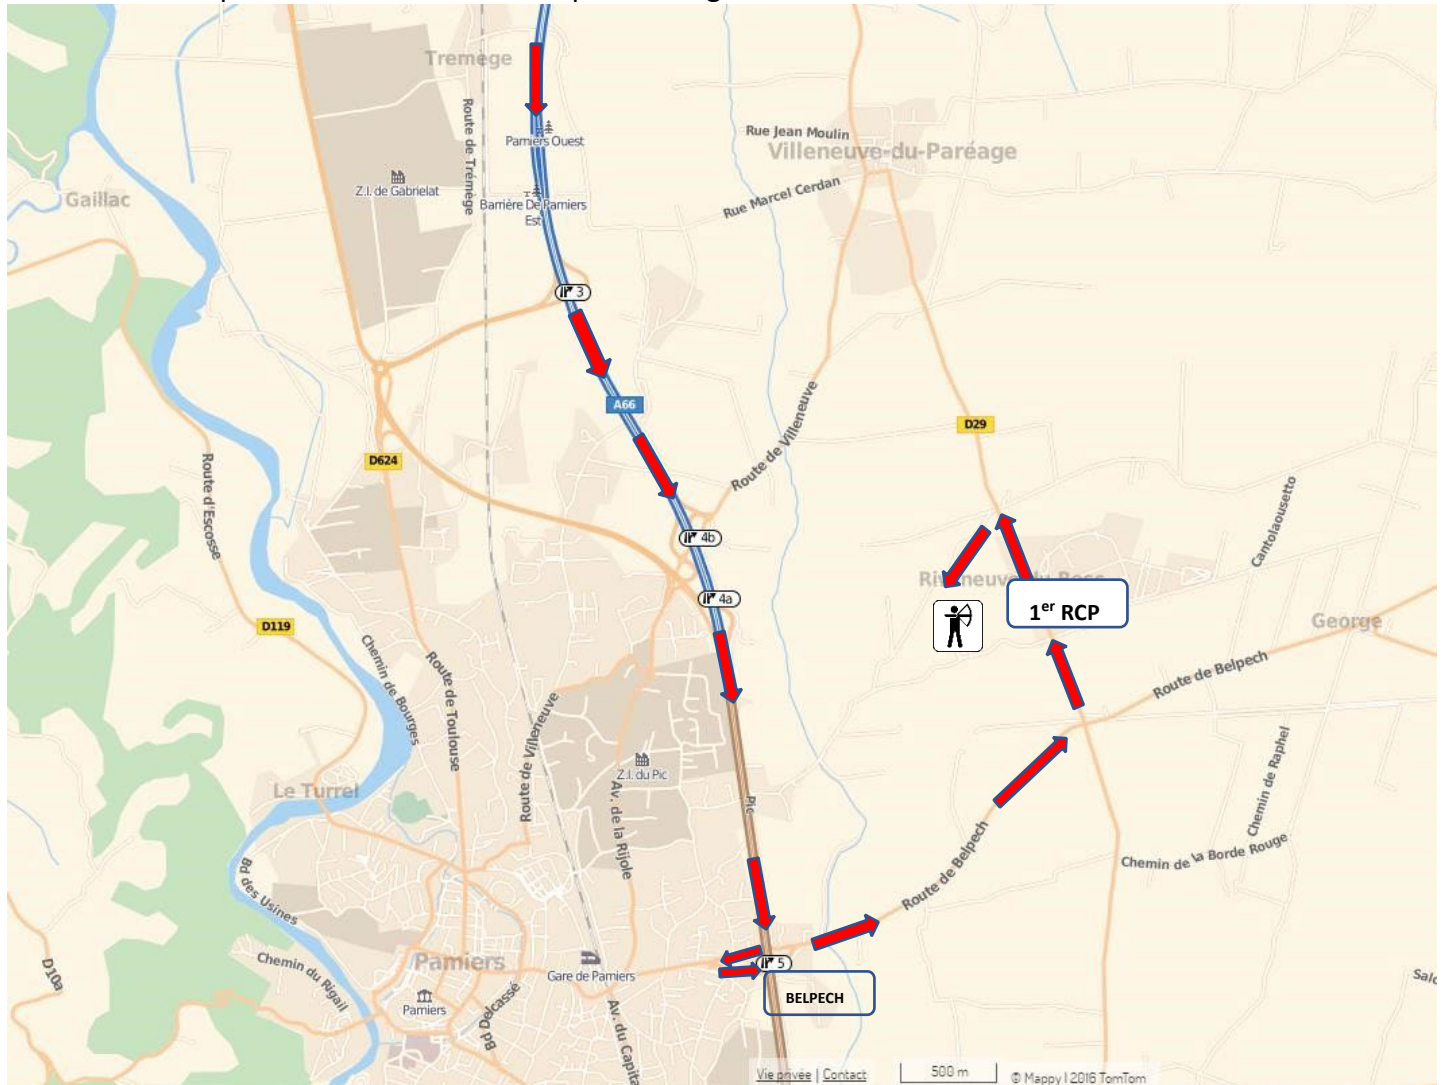 Tremege
Route de Trémège
Pamiers Ouest
Z.I. de Gabrielat
Barrière De Pamiers
Est
Gaillac
Rue Jean Moulin
Villeneuve-du-Paréage
Rue Marcel Cerdan
3
A66
D29
Route de Villeneuve
D624
Route d'Escosse
4b
4a
Cantolaousetto
1er RCP
George
D119
Chemin de Bourges
Route de Toulouse
Route de Belpech
Route de Villeneuve
Z.I. du Pic
Pic
Av. de la Rijole
Le Turrel
Chemin de Raphel
Chemin de la Borde Rouge
Route de Belpech
Bd des Usines
Pamiers
Chemin du Rigail
D10a
Gare de Pamiers
5
BELPECH
Pamiers
Bd Delcassé
Av. du Capita
Salc
Vie privée | Contact
500 m
© Mappy | 2016 TomTom